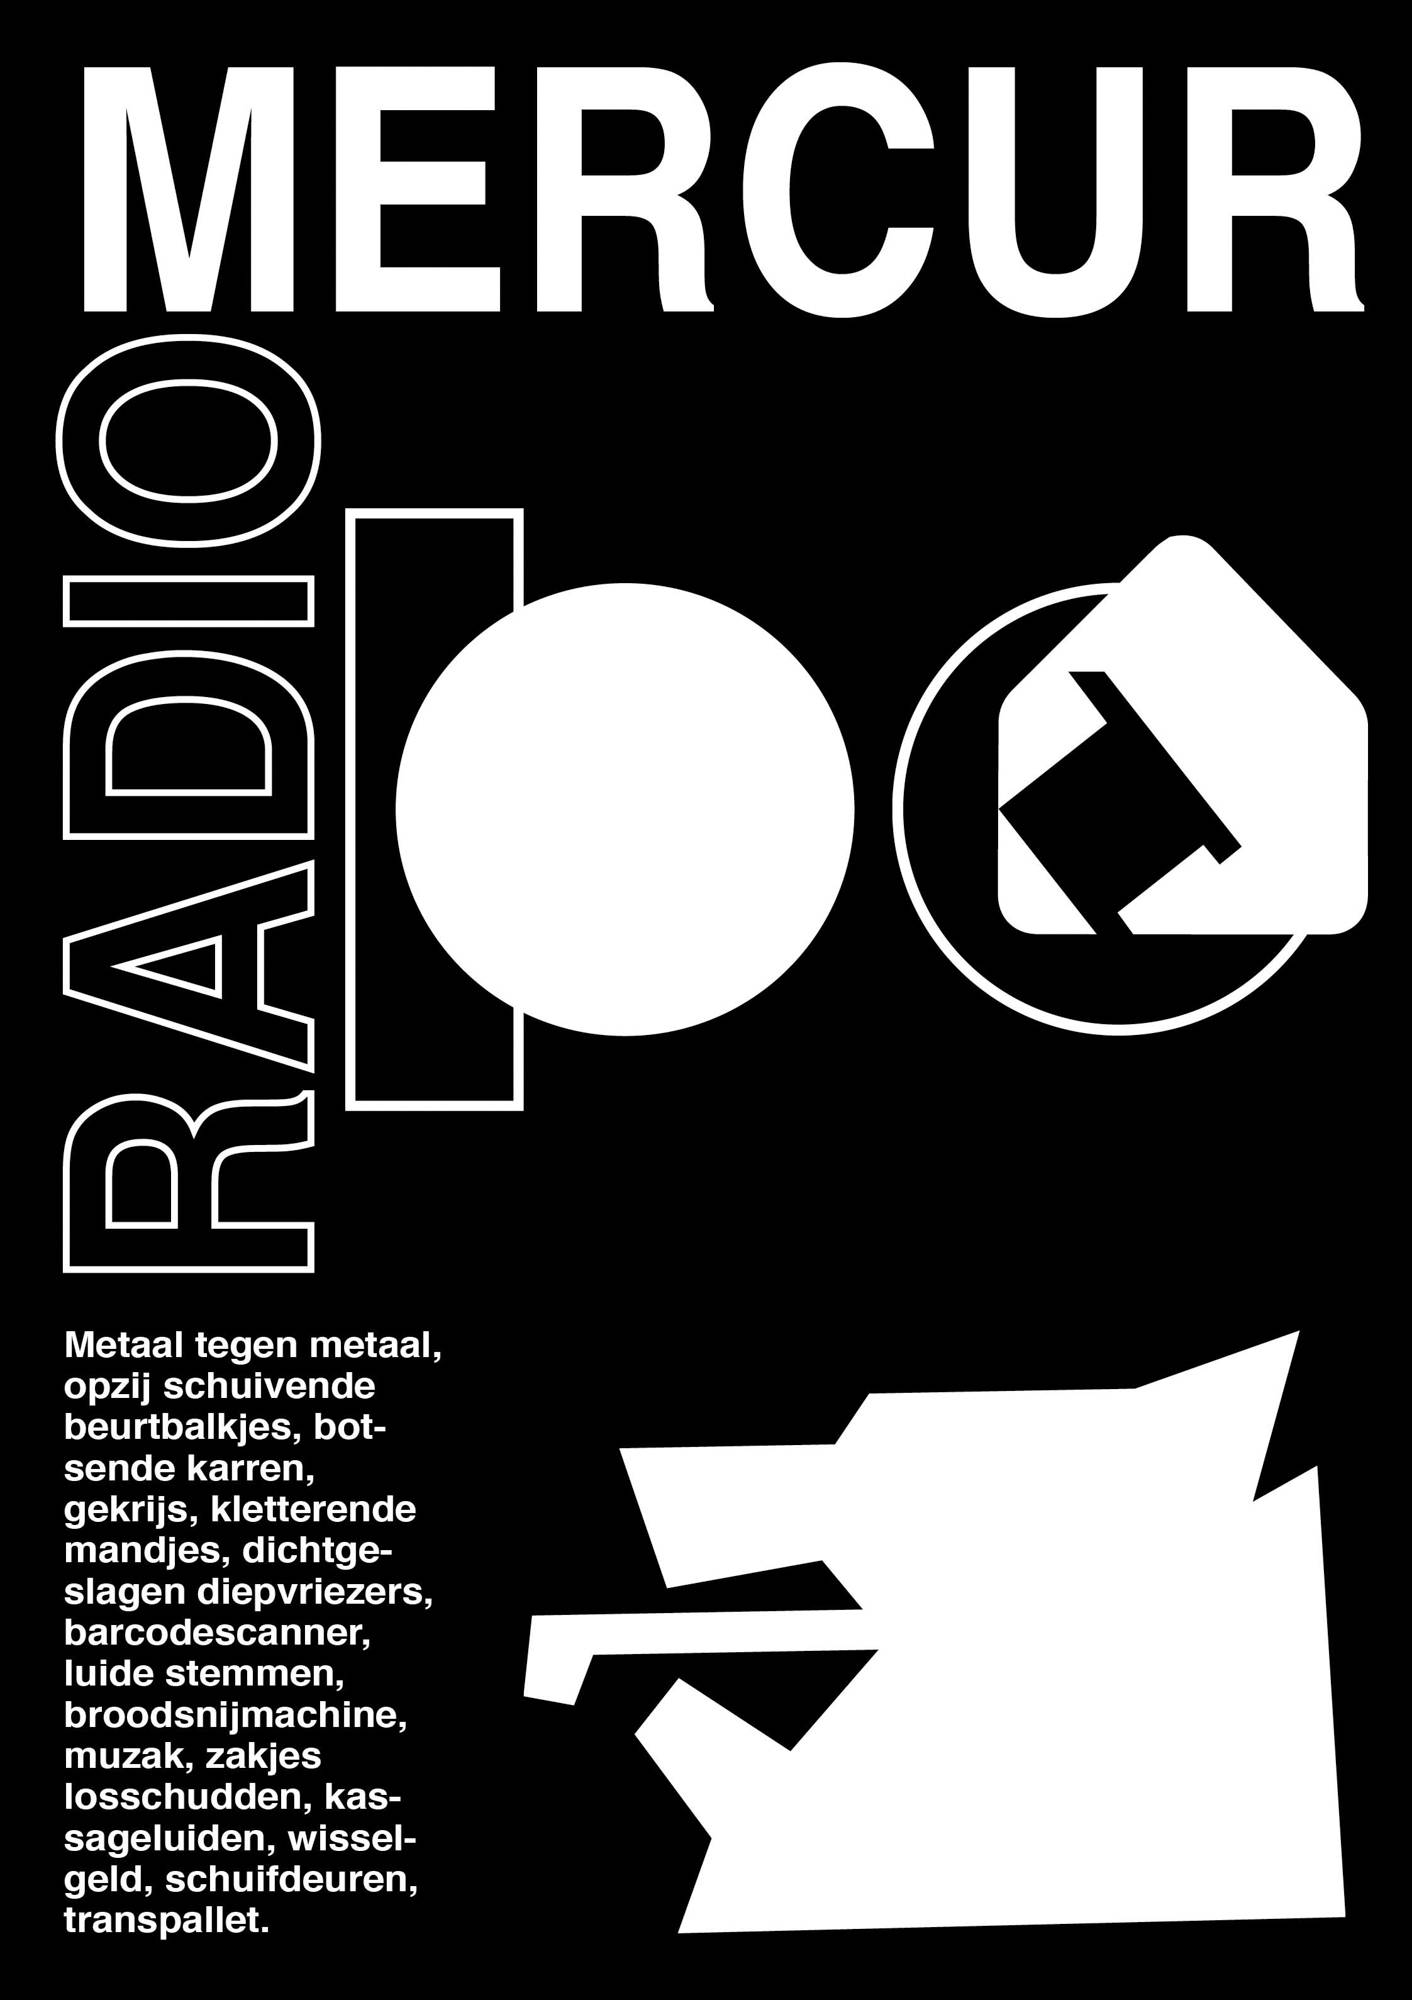 MERCUR
RADIO
Metaal tegen metaal,
opzij schuivende
beurtbalkjes, bot-
sende karren,
gekrijs, kletterende
mandjes, dichtge-
slagen diepvriezers,
barcodescanner,
luide stemmen,
broodsnijmachine,
muzak, zakjes
losschudden, kas-
sageluiden, wissel-
geld, schuifdeuren,
transpallet.